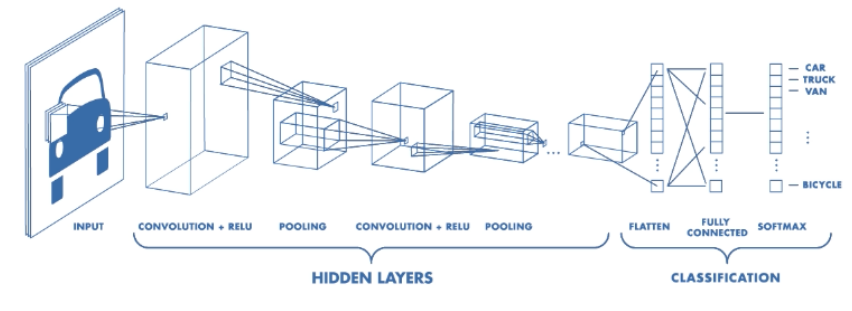 CAR
TRUCK
VAN
BICYCLE
INPUT
CONVOLUTION + RELU
POOLING
CONVOLUTION + RELU
POOLING
FLATTEN
FULLY
CONNECTED
SOFTMAX
HIDDEN LAYERS
CLASSIFICATION